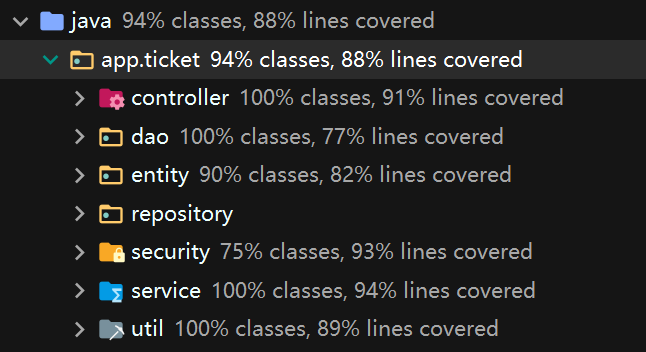 java 94% classes, 88% lines covered
app.ticket 94% classes, 88% lines covered
controller 100% classes, 91% lines covered
dao 100% classes, 77% lines covered
entity 90% classes, 82% lines covered
repository
security 75% classes, 93% lines covered
service 100% classes, 94% lines covered
util 100% classes, 89% lines covered